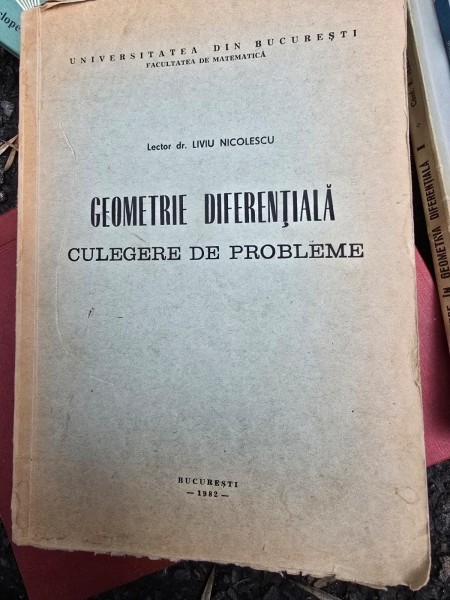 UNIVERSITATEA DIN BUCUREȘTI
FACULTATEA DE MATEMATICĂ
Lector dr. LIVIU NICOLESCU
GEOMETRIE DIFERENȚIALĂ
CULEGERE DE PROBLEME
BUCUREȘTI
— 1982 —
ÎN GEOMETRIA DIFERENȚIALĂ